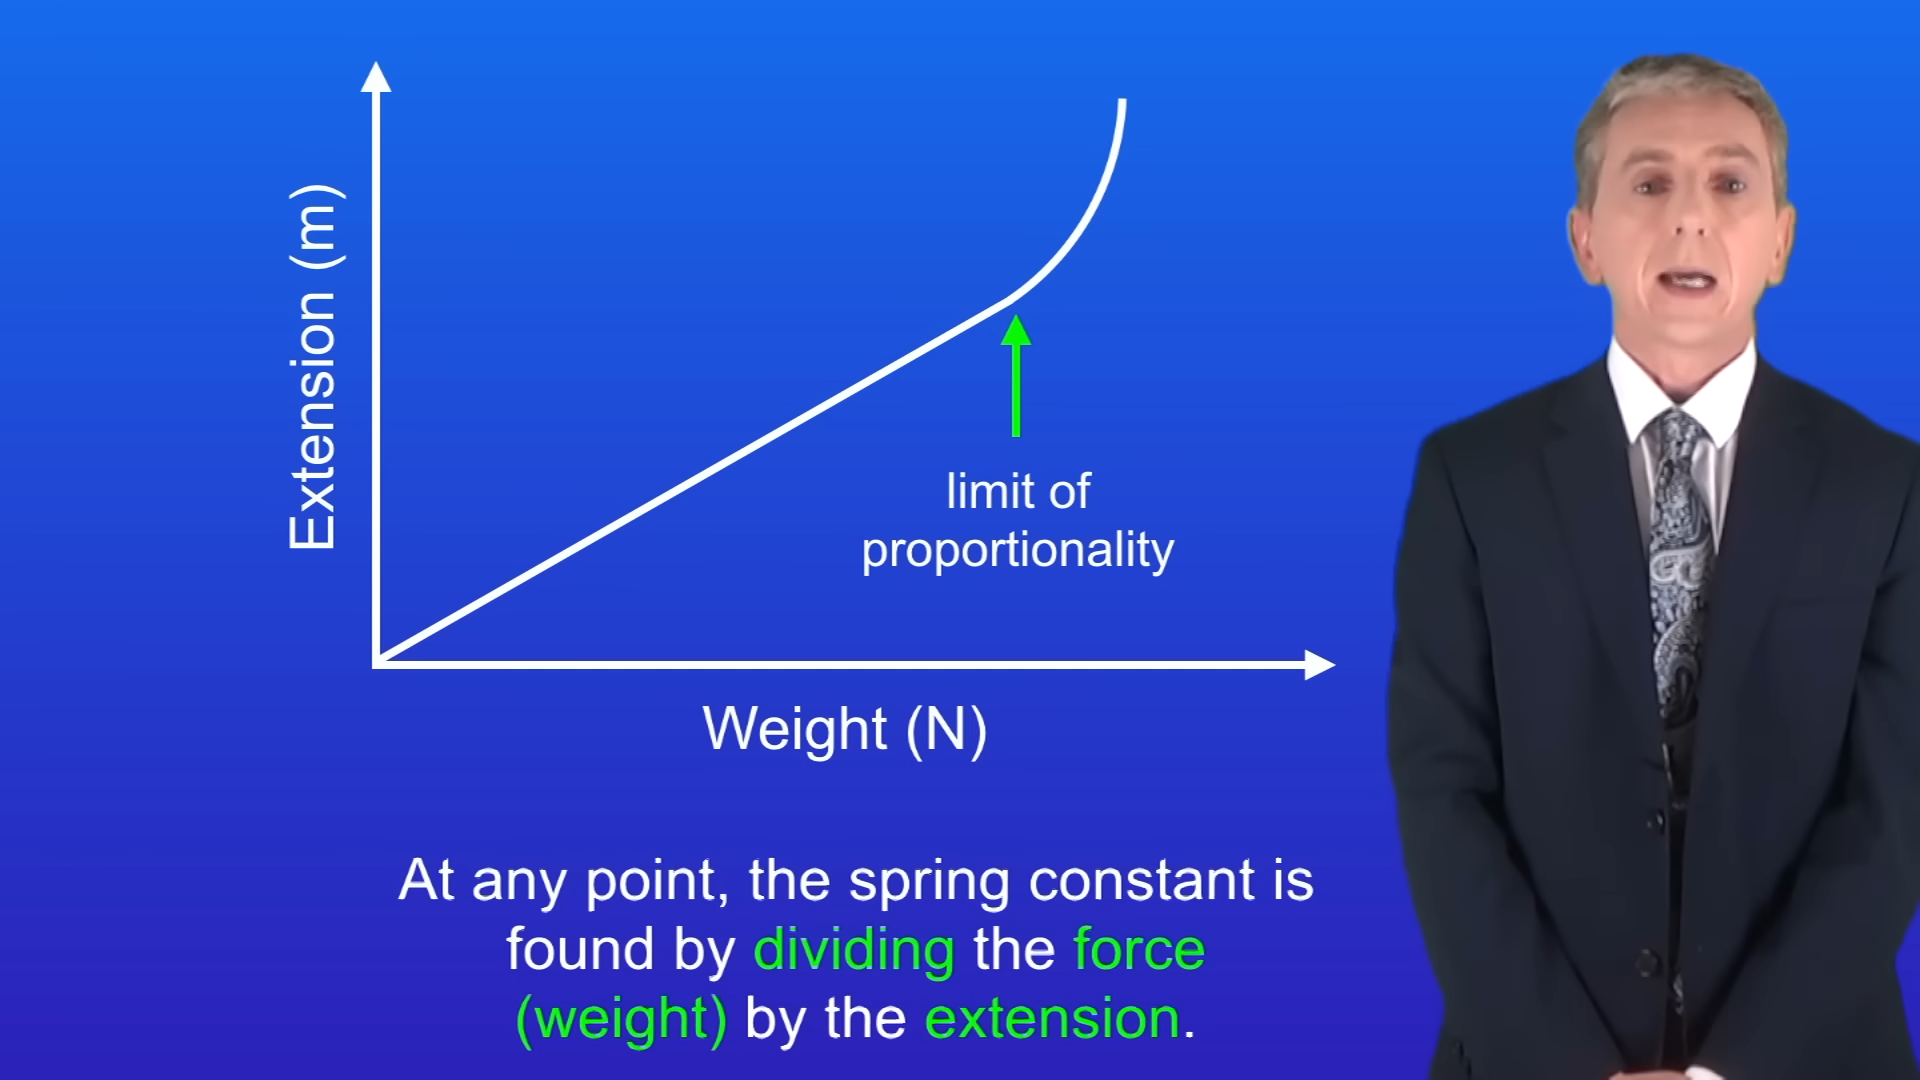 Extension (m)
limit of
proportionality
Weight (N)
At any point, the spring constant is
found by dividing the force
(weight) by the extension.